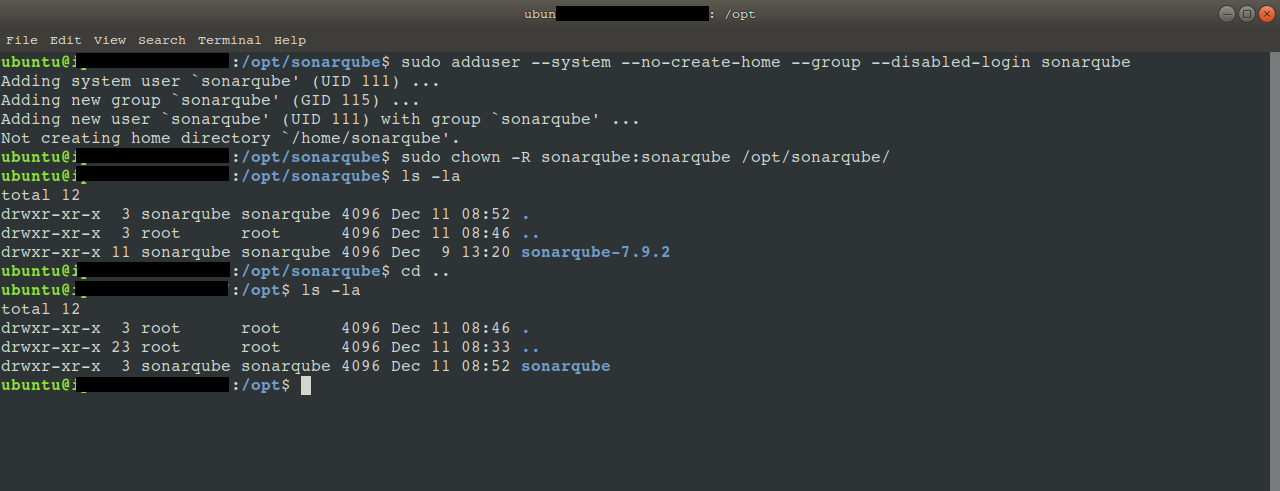 ubun : /opt
File Edit View Search Terminal Help
ubuntu@i :/opt/sonarqube$ sudo adduser --system --no-create-home --group --disabled-login sonarqube
Adding system user `sonarqube' (UID 111) ...
Adding new group `sonarqube' (GID 115) ...
Adding new user `sonarqube' (UID 111) with group `sonarqube' ...
Not creating home directory `/home/sonarqube'.
ubuntu@i :/opt/sonarqube$ sudo chown -R sonarqube:sonarqube /opt/sonarqube/
ubuntu@i :/opt/sonarqube$ ls -la
total 12
drwxr-xr-x  3 sonarqube sonarqube 4096 Dec 11 08:52 .
drwxr-xr-x  3 root      root      4096 Dec 11 08:46 ..
drwxr-xr-x 11 sonarqube sonarqube 4096 Dec  9 13:20 sonarqube-7.9.2
ubuntu@i :/opt/sonarqube$ cd ..
ubuntu@i :/opt$ ls -la
total 12
drwxr-xr-x  3 root      root      4096 Dec 11 08:46 .
drwxr-xr-x 23 root      root      4096 Dec 11 08:33 ..
drwxr-xr-x  3 sonarqube sonarqube 4096 Dec 11 08:52 sonarqube
ubuntu@i :/opt$